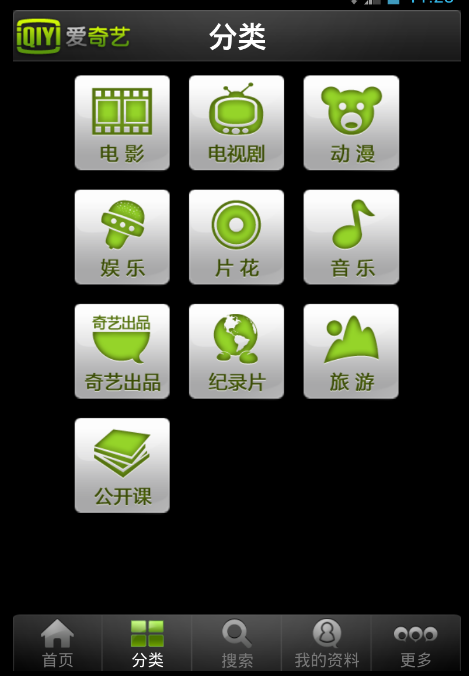 iQIYI 爱奇艺 分类
电影 电视剧 动漫
娱乐 片花 音乐
奇艺出品
奇艺出品 纪录片 旅游
公开课
首页 分类 搜索 我的资料 更多